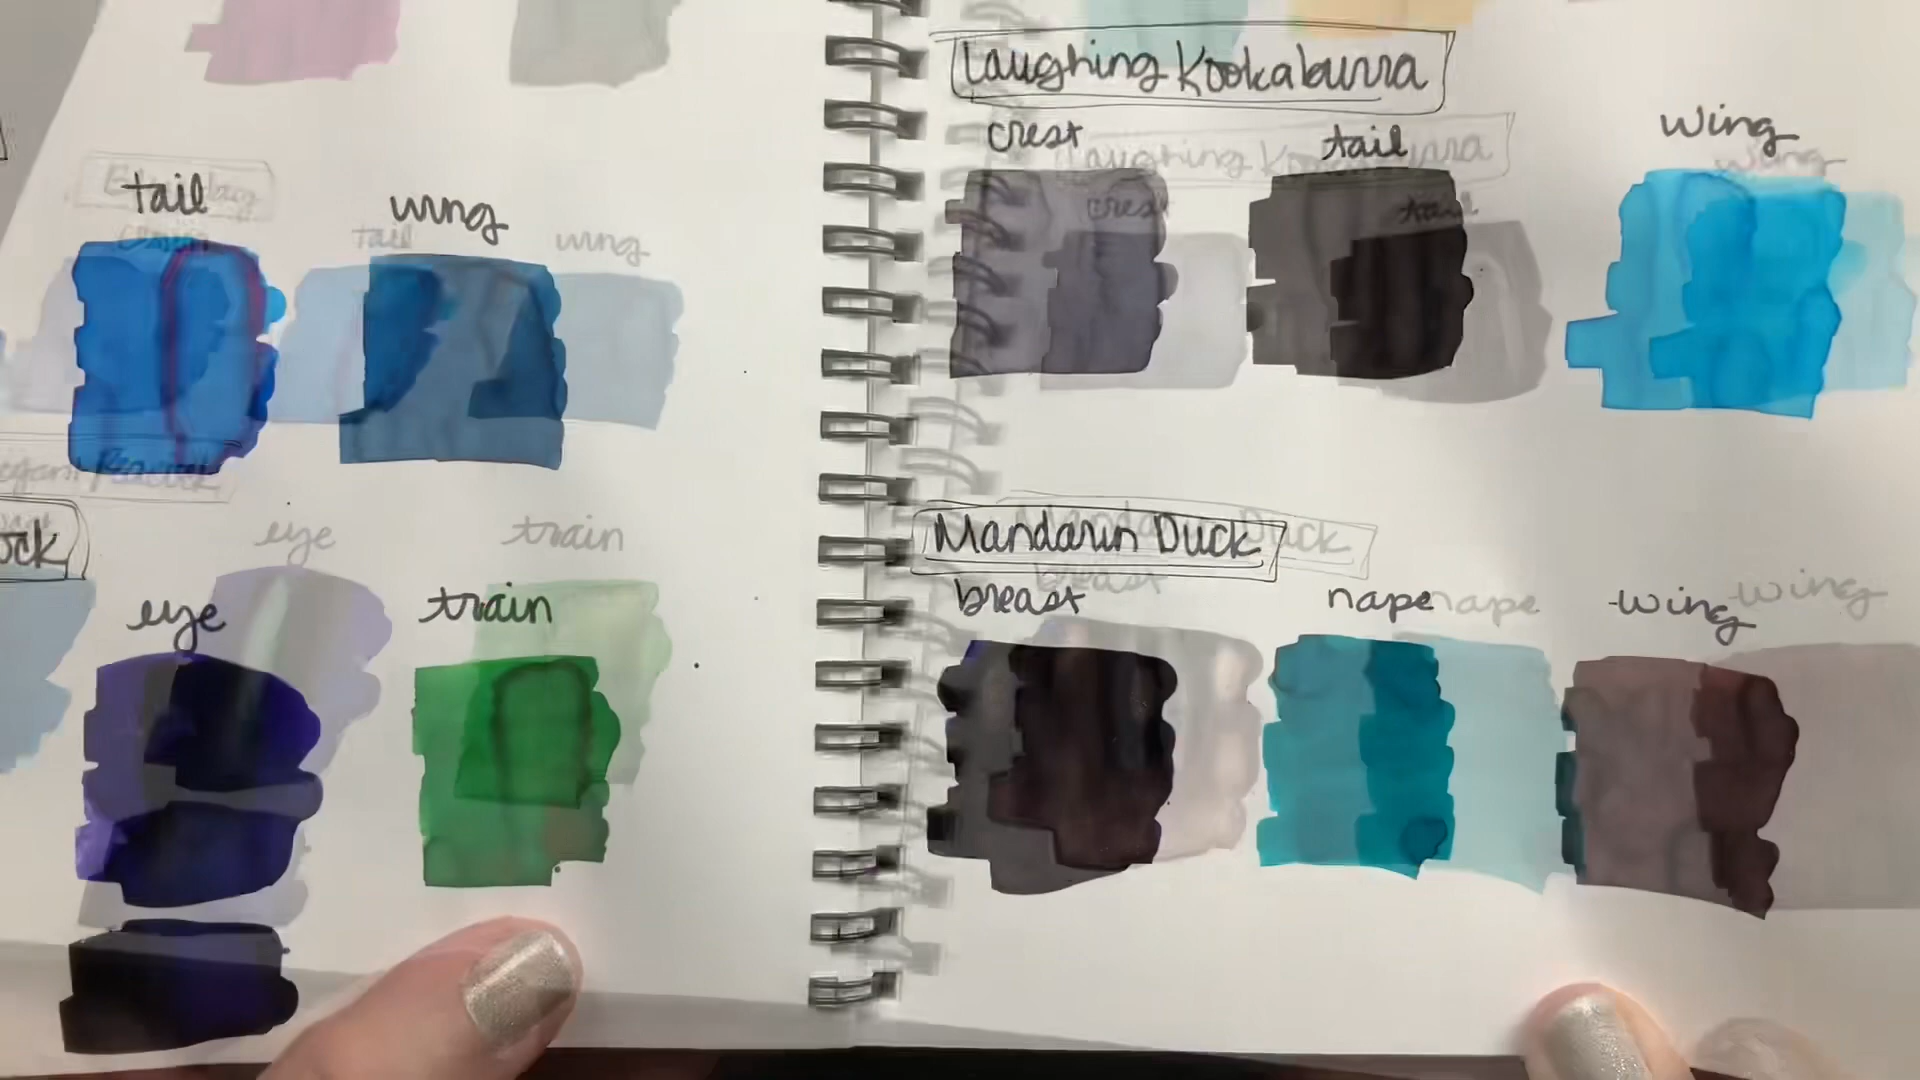 tail
wing
eye
train
Laughing Kookaburra
crest
tail
wing
Mandarin Duck
breast
nape
wing